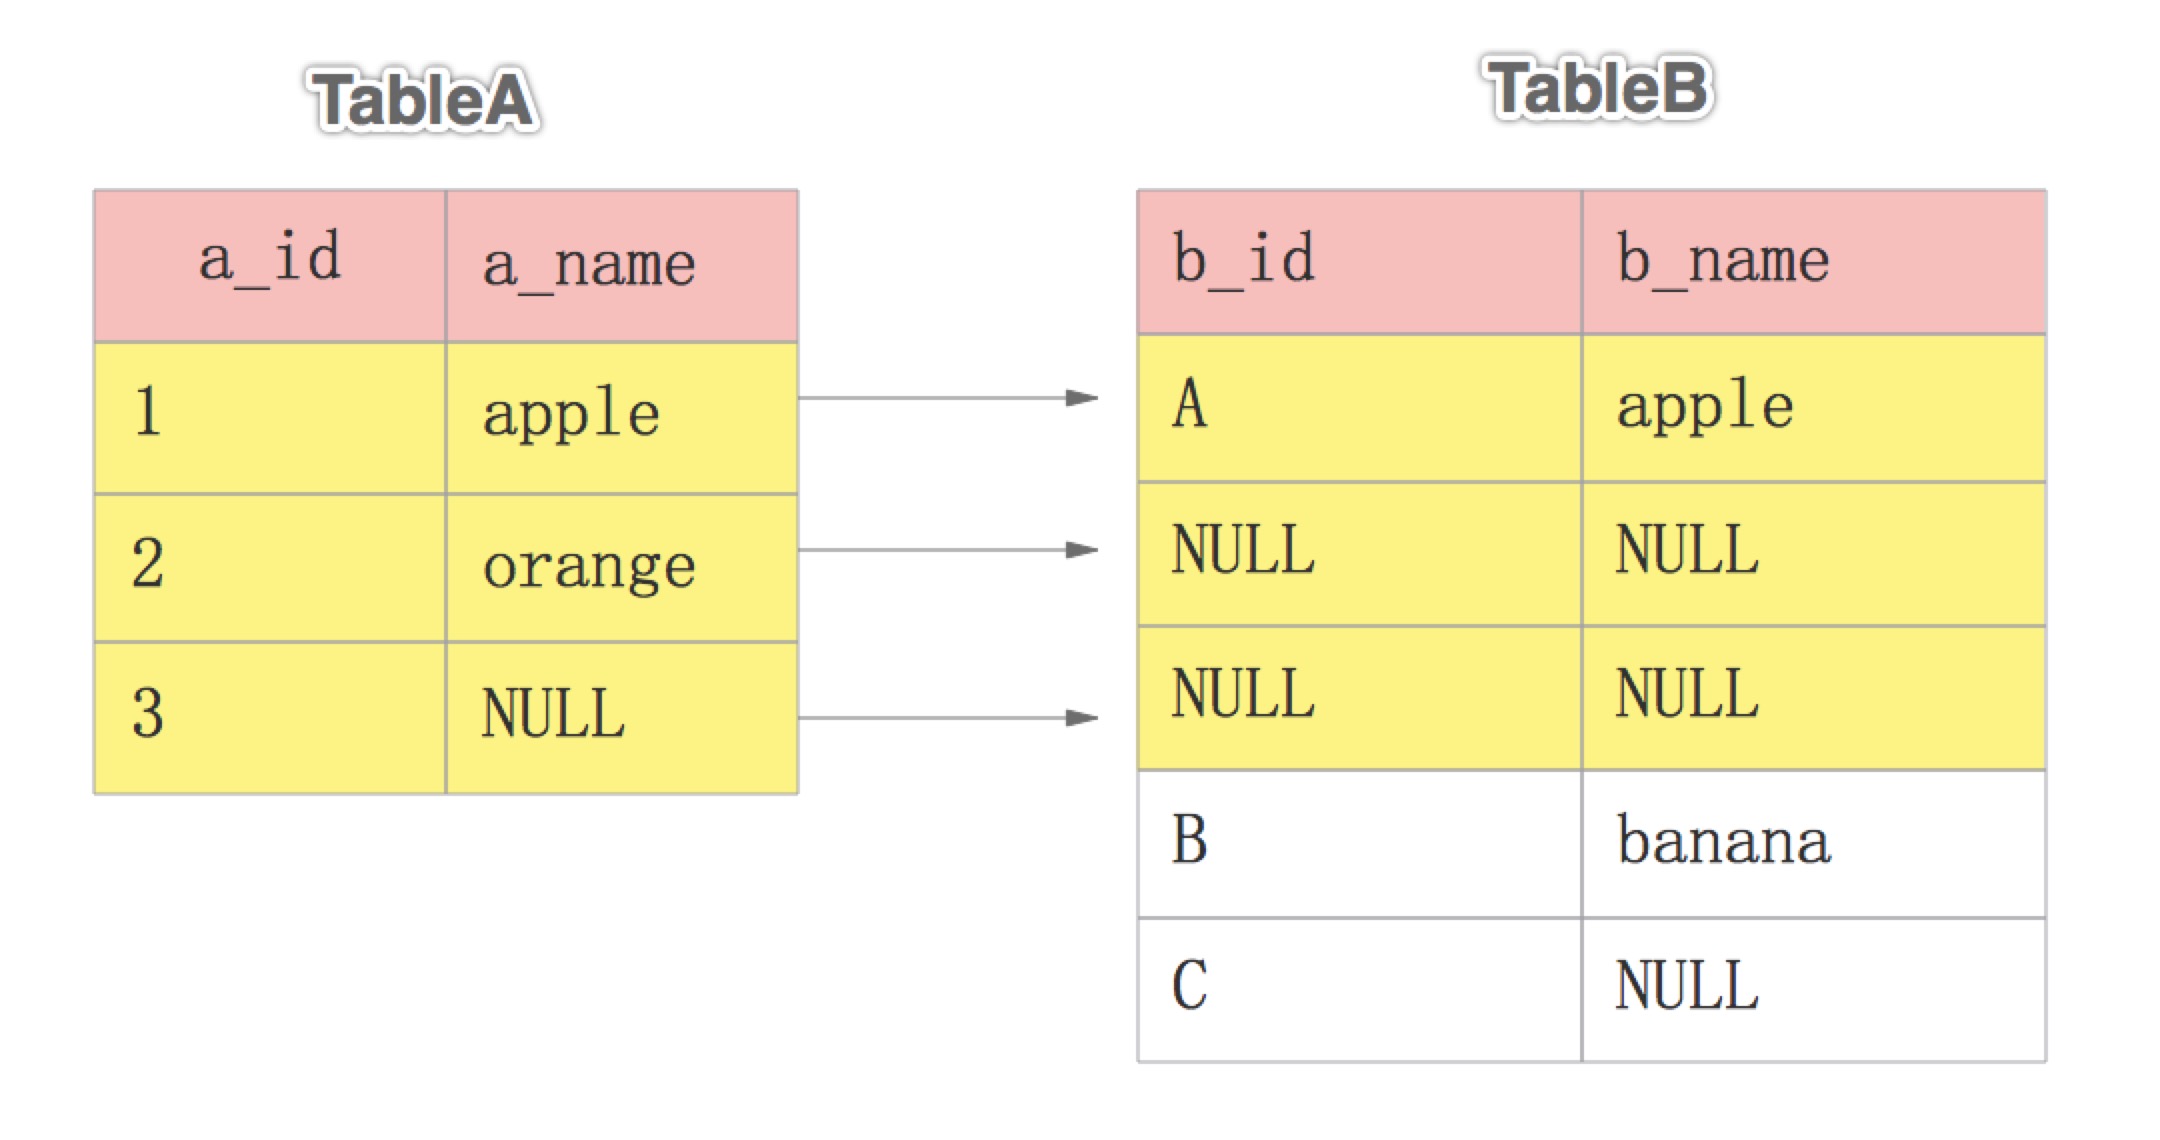 TableA
a_id a_name
1 apple
2 orange
3 NULL
TableB
b_id b_name
A apple
NULL NULL
NULL NULL
B banana
C NULL